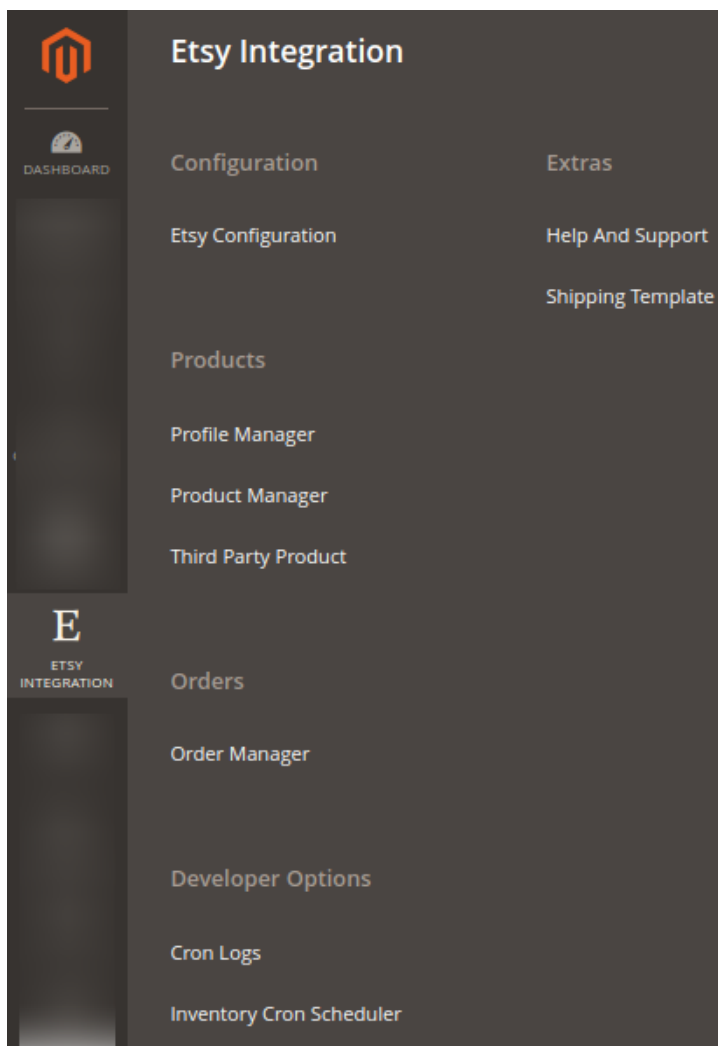 DASHBOARD
E
ETSY
INTEGRATION
Etsy Integration
Configuration
Etsy Configuration
Products
Profile Manager
Product Manager
Third Party Product
Orders
Order Manager
Developer Options
Cron Logs
Inventory Cron Scheduler
Extras
Help And Support
Shipping Template